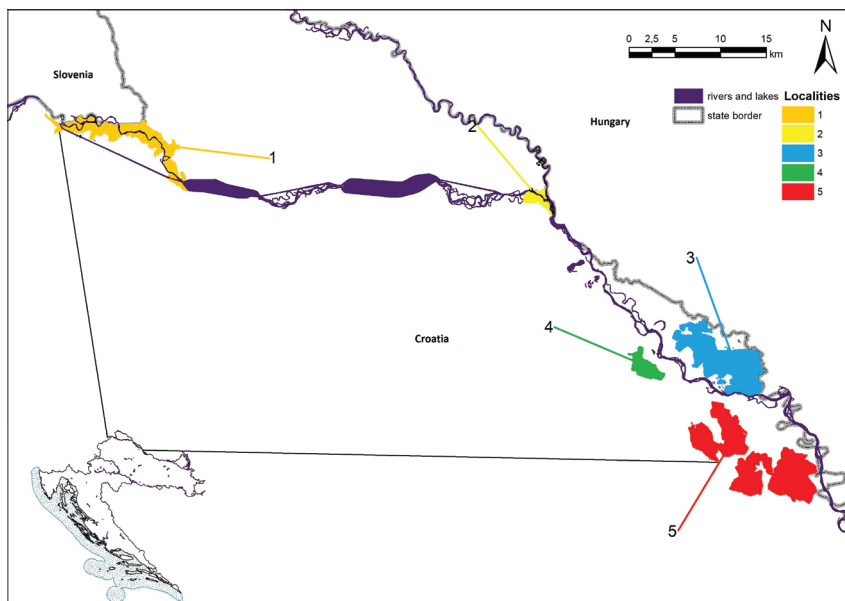 N
0 2,5 5 10 15
km
Slovenia
rivers and lakes
state border
Localities
1
2
3
4
5
Hungary
2
1
3
4
Croatia
5